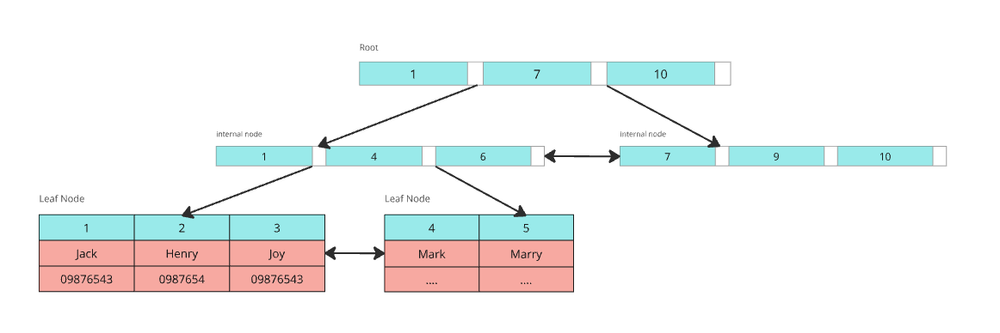 Root
1 7 10
internal node
internal node
1 4 6
7 9 10
Leaf Node
Leaf Node
1 2 3
4 5
Jack Henry Joy
Mark Marry
09876543 0987654 09876543
.... ....